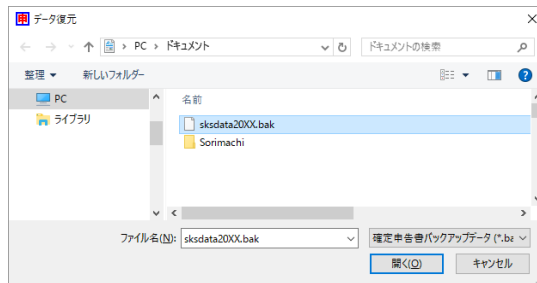 申 データ復元
PC › ドキュメント ドキュメントの検索
整理 新しいフォルダー
PC 名前
ライブラリ sksdata20XX.bak
Sorimachi
ファイル名(N): sksdata20XX.bak 確定申告書バックアップデータ (*.ba
開く(O) キャンセル